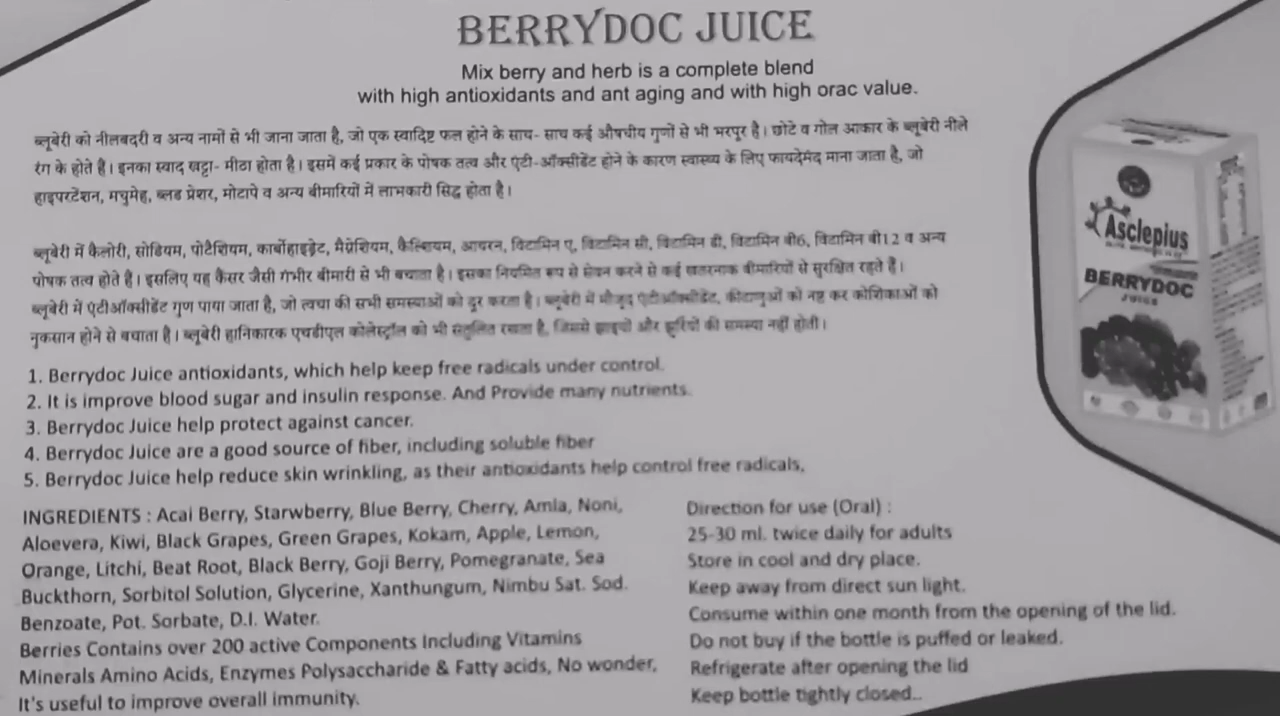 BERRYDOC JUICE
Mix berry and herb is a complete blend
with high antioxidants and ant aging and with high orac value.
ब्लूबेरी को नीलबदरी व अन्य नामों से भी जाना जाता है, जो एक स्वादिष्ट फल होने के साथ- साथ कई औषधीय गुणों से भी भरपूर है। छोटे व गोल आकार के ब्लूबेरी नीले
रंग के होते हैं। इनका स्वाद खट्टा- मीठा होता है। इसमें कई प्रकार के पोषक तत्व और एंटी-ऑक्सीडेंट होने के कारण स्वास्थ्य के लिए फायदेमंद माना जाता है, जो
हाइपरटेंशन, मधुमेह, ब्लड प्रेशर, मोटापे व अन्य बीमारियों में लाभकारी सिद्ध होता है।
ब्लूबेरी में कैलोरी, सोडियम, पोटैशियम, कार्बोहाइड्रेट, मैग्नेशियम, कैल्शियम, आयरन, विटामिन ए, विटामिन सी, विटामिन डी, विटामिन बी6, विटामिन बी12 व अन्य
पोषक तत्व होते हैं। इसलिए यह कैंसर जैसी गंभीर बीमारी से भी बचाता है। इसका नियमित रूप से सेवन करने से कई खतरनाक बीमारियों से सुरक्षित रहते हैं।
ब्लूबेरी में एंटीऑक्सीडेंट गुण पाया जाता है, जो त्वचा की सभी समस्याओं को दूर करता है। ब्लूबेरी में मौजूद एंटीऑक्सीडेंट, कीटाणुओं को नष्ट कर कोशिकाओं को
नुकसान होने से बचाता है। ब्लूबेरी हानिकारक एचडीएल कोलेस्ट्रॉल को भी संतुलित रखता है, जिससे झाइयों और झुर्रियों की समस्या नहीं होती।
1. Berrydoc Juice antioxidants, which help keep free radicals under control.
2. It is improve blood sugar and insulin response. And Provide many nutrients.
3. Berrydoc Juice help protect against cancer.
4. Berrydoc Juice are a good source of fiber, including soluble fiber
5. Berrydoc Juice help reduce skin wrinkling, as their antioxidants help control free radicals,
INGREDIENTS : Acai Berry, Starwberry, Blue Berry, Cherry, Amla, Noni,
Aloevera, Kiwi, Black Grapes, Green Grapes, Kokam, Apple, Lemon,
Orange, Litchi, Beat Root, Black Berry, Goji Berry, Pomegranate, Sea
Buckthorn, Sorbitol Solution, Glycerine, Xanthungum, Nimbu Sat. Sod.
Benzoate, Pot. Sorbate, D.I. Water.
Berries Contains over 200 active Components Including Vitamins
Minerals Amino Acids, Enzymes Polysaccharide & Fatty acids, No wonder,
It's useful to improve overall immunity.
Direction for use (Oral) :
25-30 ml. twice daily for adults
Store in cool and dry place.
Keep away from direct sun light.
Consume within one month from the opening of the lid.
Do not buy if the bottle is puffed or leaked.
Refrigerate after opening the lid
Keep bottle tightly closed..
Asclepius
BERRYDOC
JUICE